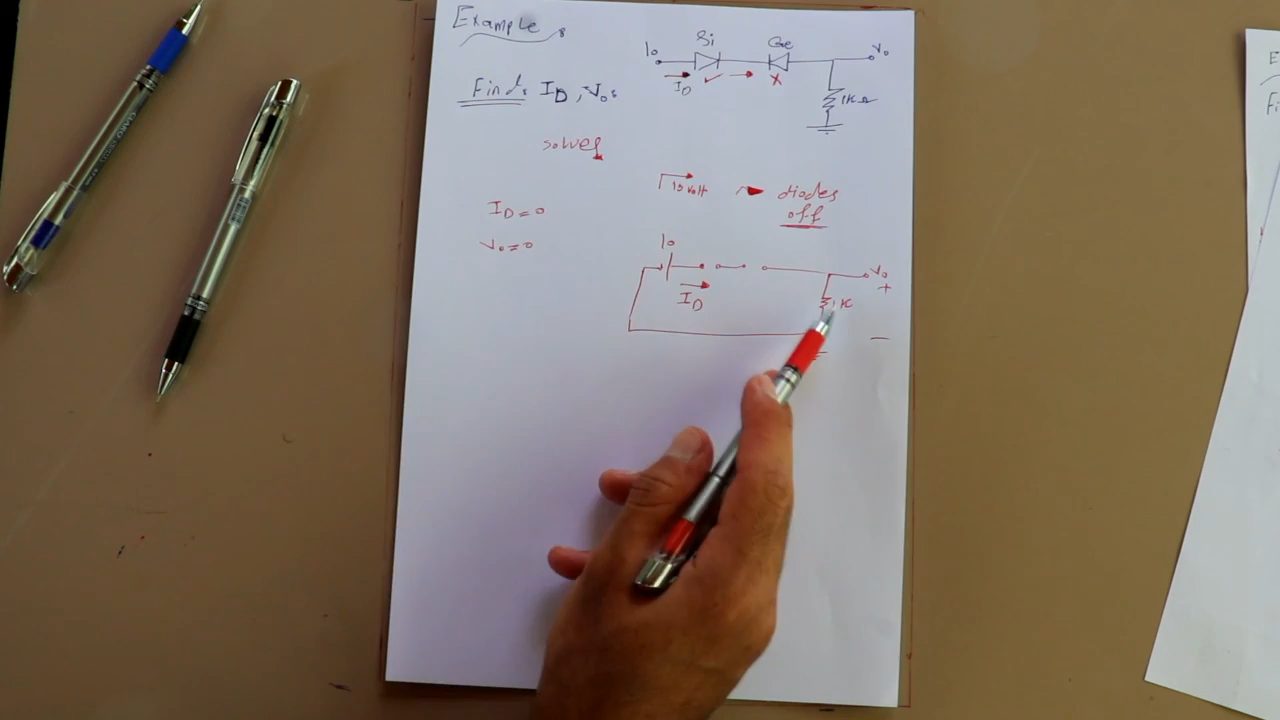 Example
Si Ge
10 Vo
Find: ID, Vo:
ID ✓ x 1KΩ
solve:
10 volt diodes
off
ID = 0
Vo = 0
10
Vo
+
ID 1K
-